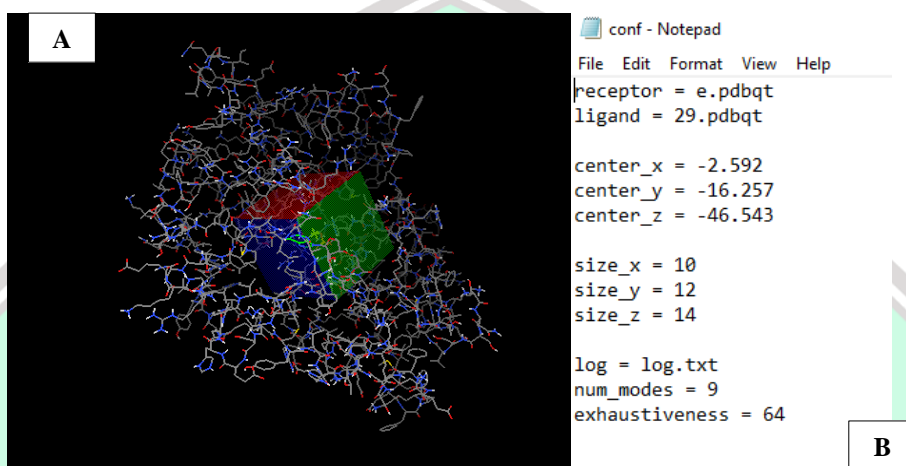 A
conf - Notepad
File Edit Format View Help
receptor = e.pdbqt
ligand = 29.pdbqt
center_x = -2.592
center_y = -16.257
center_z = -46.543
size_x = 10
size_y = 12
size_z = 14
log = log.txt
num_modes = 9
exhaustiveness = 64
B